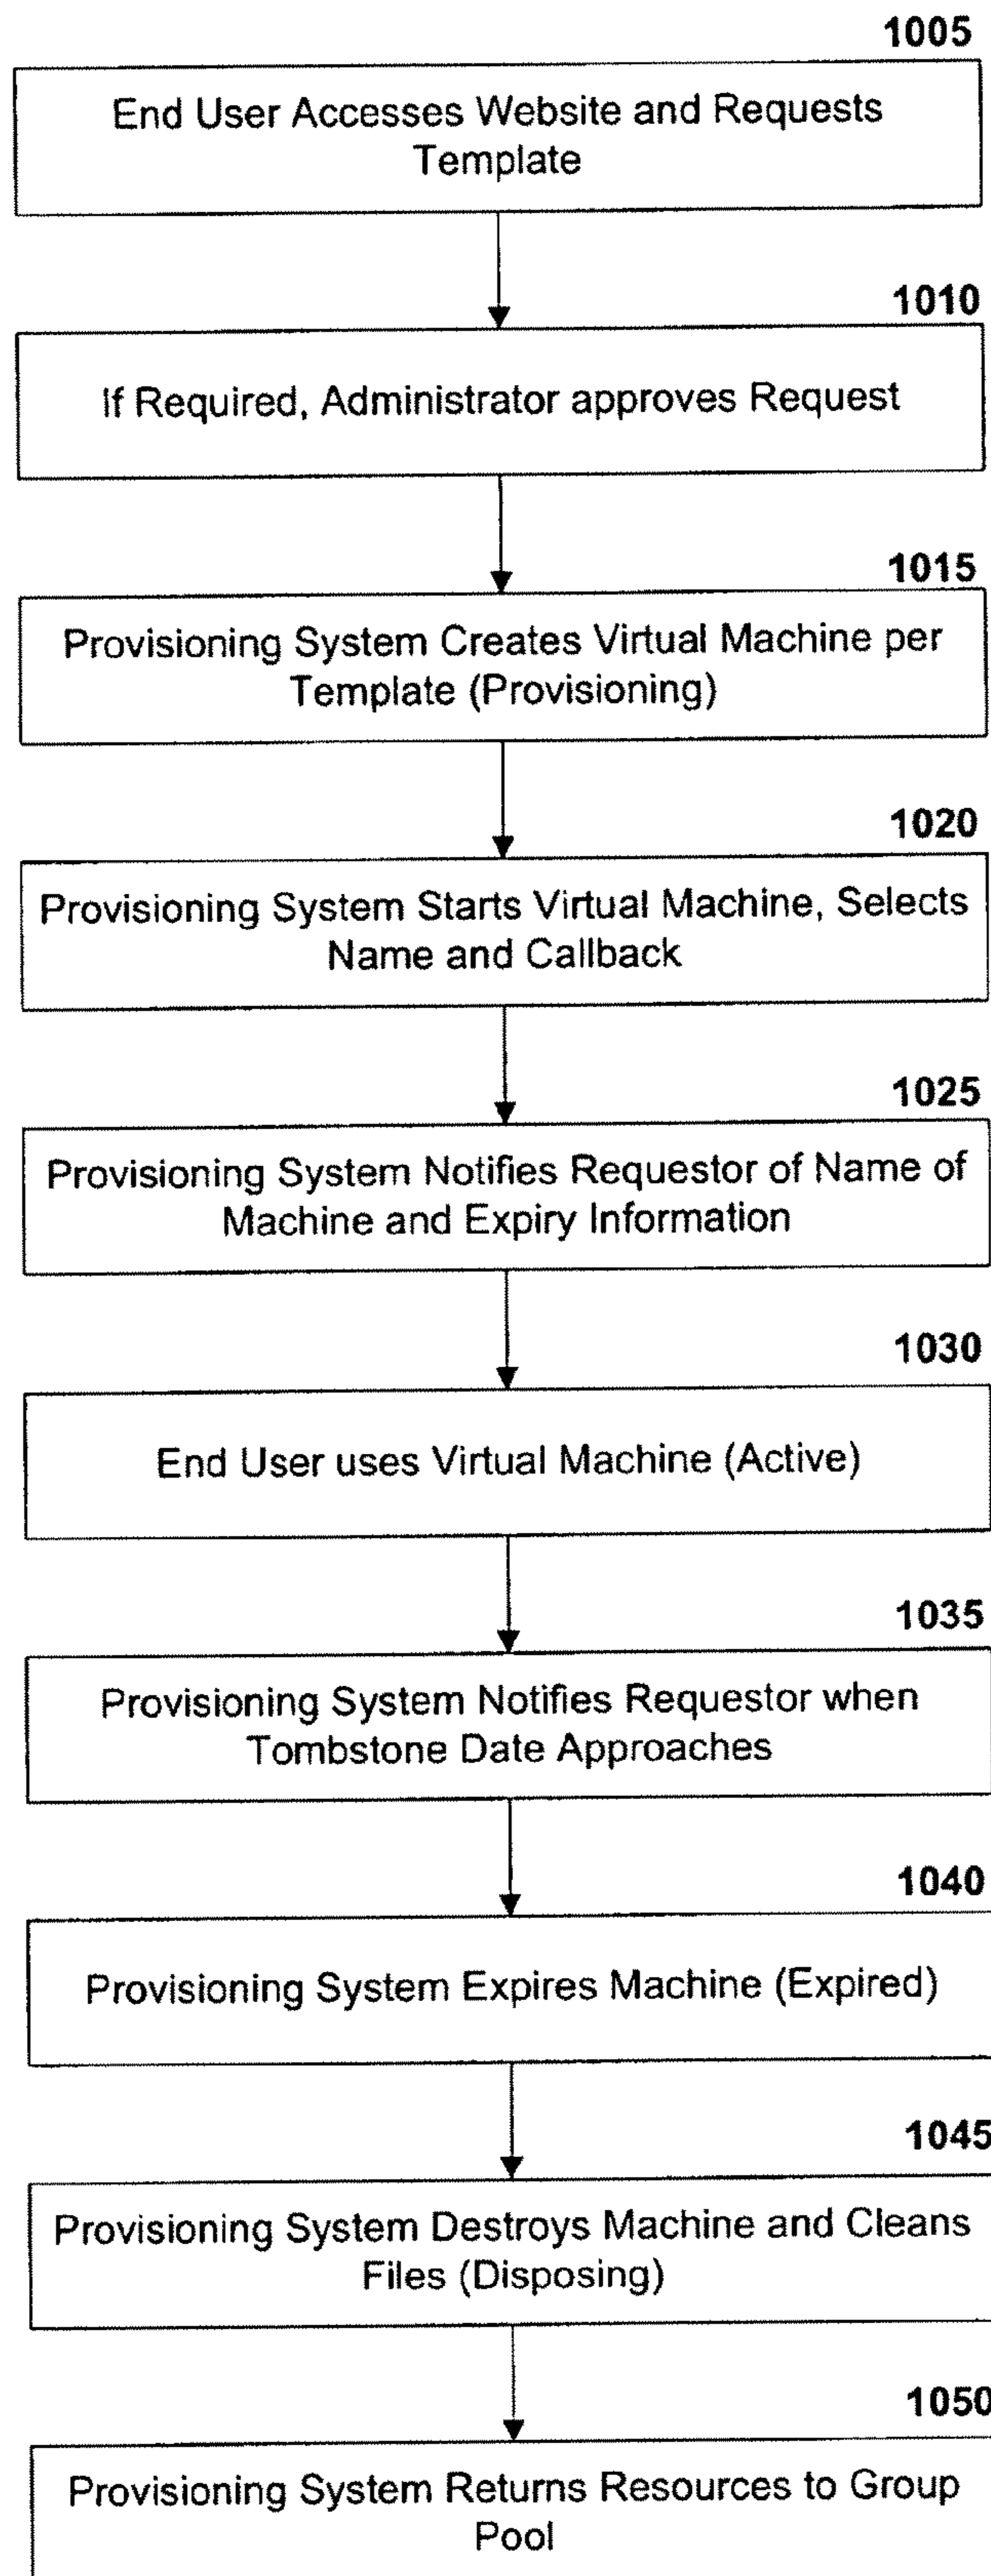 1005
End User Accesses Website and Requests
Template
1010
If Required, Administrator approves Request
1015
Provisioning System Creates Virtual Machine per
Template (Provisioning)
1020
Provisioning System Starts Virtual Machine, Selects
Name and Callback
1025
Provisioning System Notifies Requestor of Name of
Machine and Expiry Information
1030
End User uses Virtual Machine (Active)
1035
Provisioning System Notifies Requestor when
Tombstone Date Approaches
1040
Provisioning System Expires Machine (Expired)
1045
Provisioning System Destroys Machine and Cleans
Files (Disposing)
1050
Provisioning System Returns Resources to Group
Pool